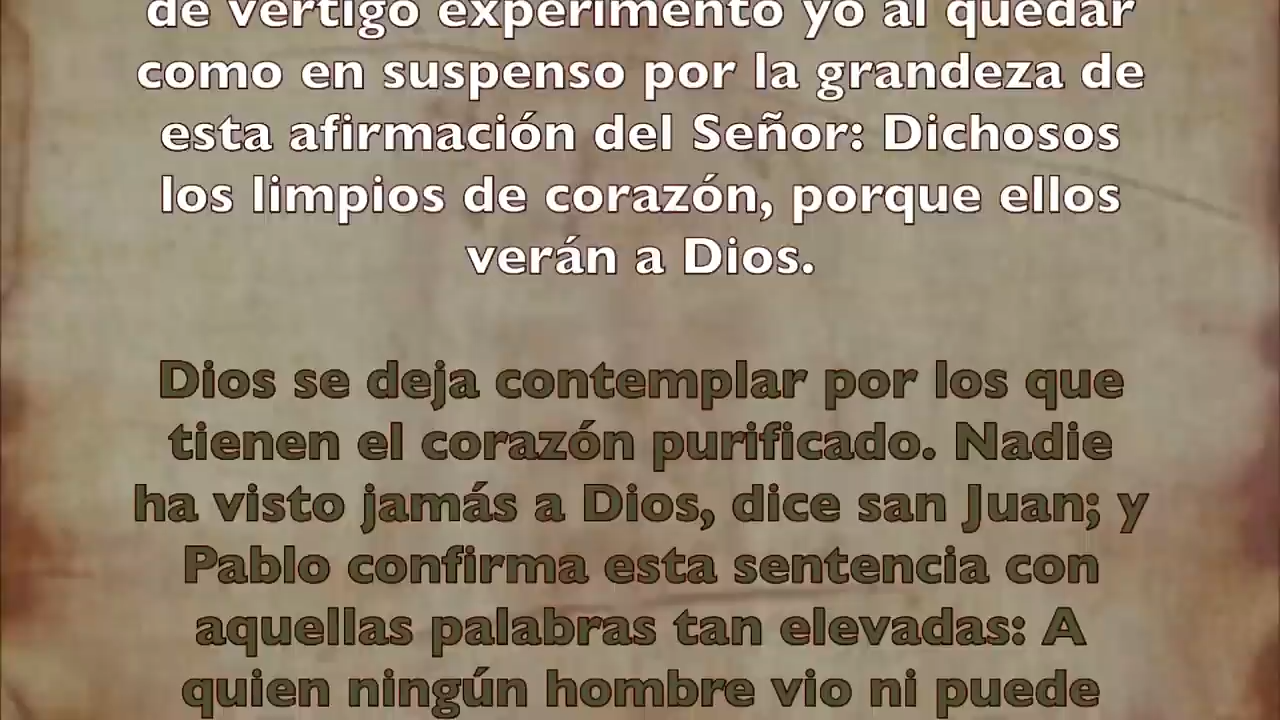 de vértigo experimento yo al quedar
como en suspenso por la grandeza de
esta afirmación del Señor: Dichosos
los limpios de corazón, porque ellos
verán a Dios.
Dios se deja contemplar por los que
tienen el corazón purificado. Nadie
ha visto jamás a Dios, dice san Juan; y
Pablo confirma esta sentencia con
aquellas palabras tan elevadas: A
quien ningún hombre vio ni puede